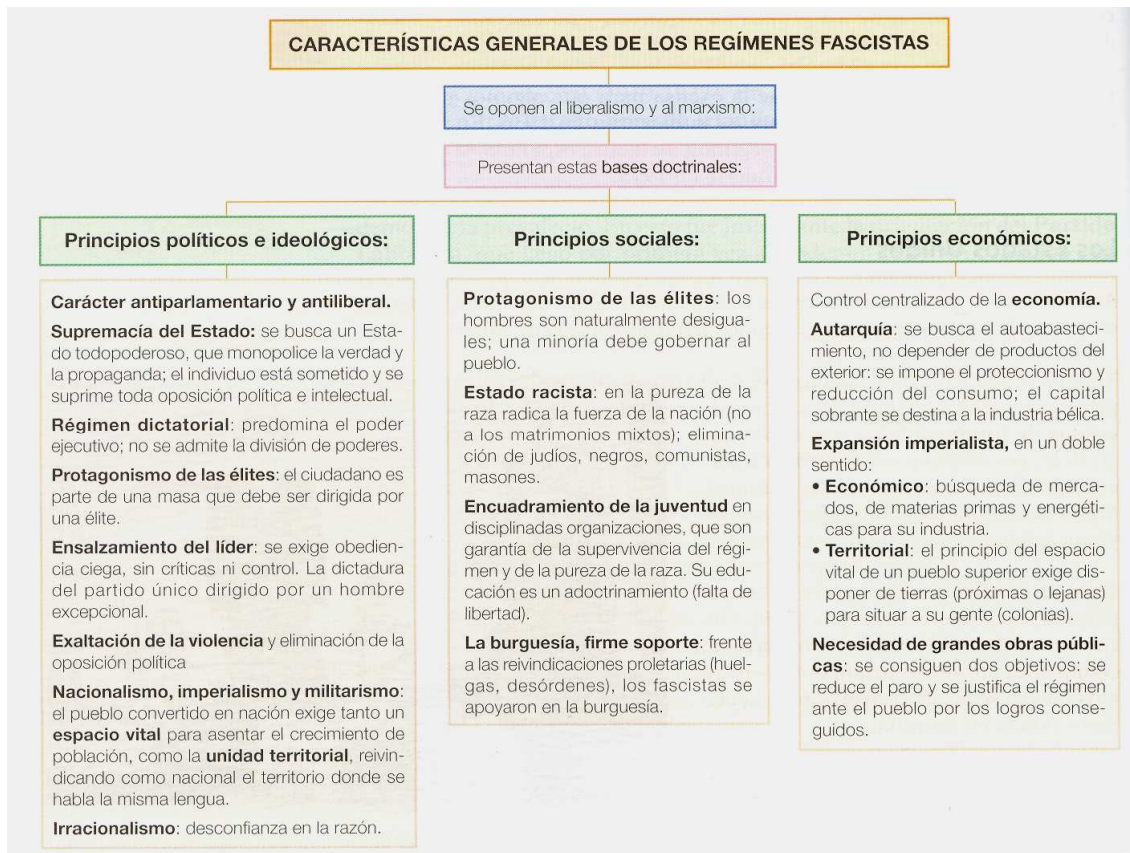 CARACTERÍSTICAS GENERALES DE LOS REGÍMENES FASCISTAS
Se oponen al liberalismo y al marxismo:
Presentan estas bases doctrinales:
Principios políticos e ideológicos:
Carácter antiparlamentario y antiliberal.
Supremacía del Estado: se busca un Esta-
do todopoderoso, que monopolice la verdad y
la propaganda; el individuo está sometido y se
suprime toda oposición política e intelectual.
Régimen dictatorial: predomina el poder
ejecutivo; no se admite la división de poderes.
Protagonismo de las élites: el ciudadano es
parte de una masa que debe ser dirigida por
una élite.
Ensalzamiento del líder: se exige obedien-
cia ciega, sin críticas ni control. La dictadura
del partido único dirigido por un hombre
excepcional.
Exaltación de la violencia y eliminación de la
oposición política
Nacionalismo, imperialismo y militarismo:
el pueblo convertido en nación exige tanto un
espacio vital para asentar el crecimiento de
población, como la unidad territorial, reivin-
dicando como nacional el territorio donde se
habla la misma lengua.
Irracionalismo: desconfianza en la razón.
Principios sociales:
Protagonismo de las élites: los
hombres son naturalmente desigua-
les; una minoría debe gobernar al
pueblo.
Estado racista: en la pureza de la
raza radica la fuerza de la nación (no
a los matrimonios mixtos); elimina-
ción de judíos, negros, comunistas,
masones.
Encuadramiento de la juventud en
disciplinadas organizaciones, que son
garantía de la supervivencia del régi-
men y de la pureza de la raza. Su edu-
cación es un adoctrinamiento (falta de
libertad).
La burguesía, firme soporte: frente
a las reivindicaciones proletarias (huel-
gas, desórdenes), los fascistas se
apoyaron en la burguesía.
Principios económicos:
Control centralizado de la economía.
Autarquía: se busca el autoabasteci-
miento, no depender de productos del
exterior: se impone el proteccionismo y
reducción del consumo; el capital
sobrante se destina a la industria bélica.
Expansión imperialista, en un doble
sentido:
• Económico: búsqueda de merca-
dos, de materias primas y energéti-
cas para su industria.
• Territorial: el principio del espacio
vital de un pueblo superior exige dis-
poner de tierras (próximas o lejanas)
para situar a su gente (colonias).
Necesidad de grandes obras públi-
cas: se consiguen dos objetivos: se
reduce el paro y se justifica el régimen
ante el pueblo por los logros conse-
guidos.